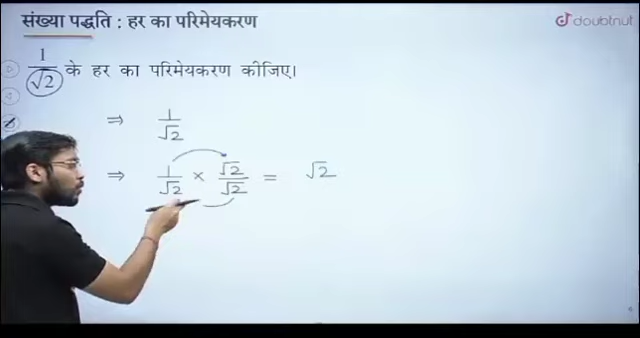 संख्या पद्धति : हर का परिमेयकरण
doubtnut
1/√2 के हर का परिमेयकरण कीजिए।
⇒ 1/√2
⇒ 1/√2 × √2/√2 = √2